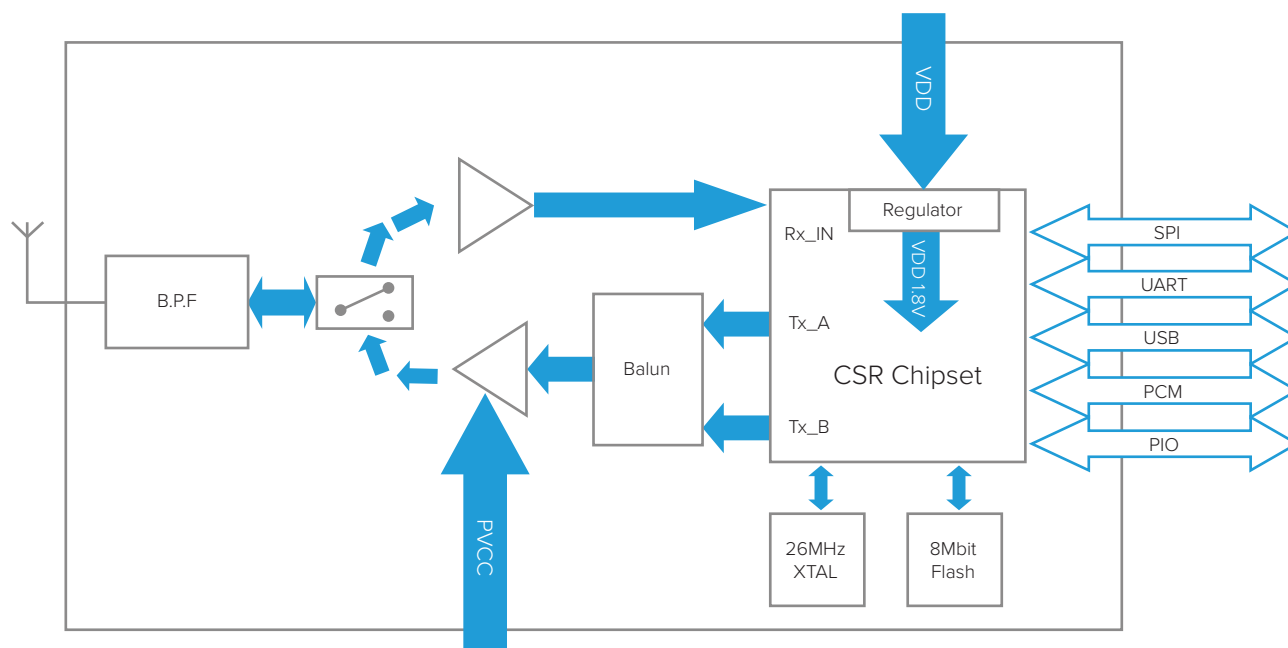 VDD
Regulator
Rx_IN
VDD 1.8V
SPI
UART
B.P.F
Tx_A
USB
Balun
CSR Chipset
PCM
Tx_B
PIO
PVCC
26MHz
XTAL
8Mbit
Flash